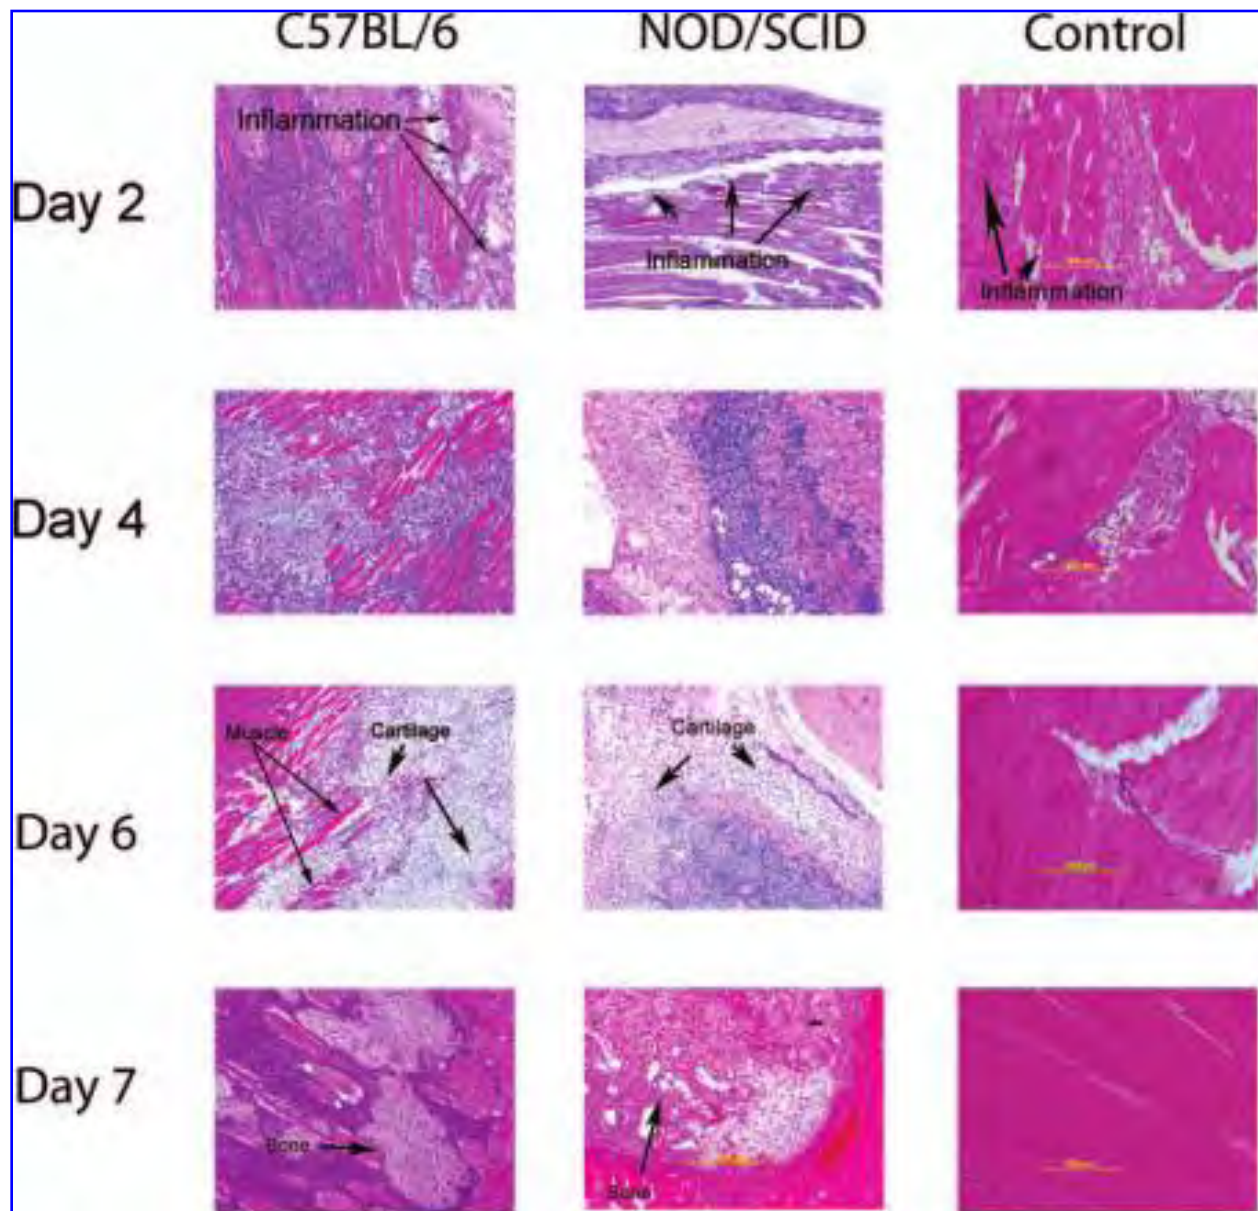 C57BL/6 NOD/SCID Control
Day 2
Inflammation
Inflammation
Inflammation
Day 4
Day 6
Muscle
Cartilage
Cartilage
Day 7
Bone
Bone